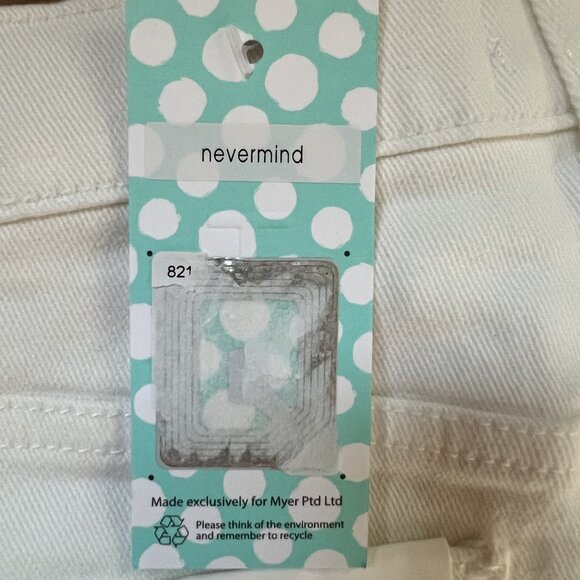 nevermind
821
Made exclusively for Myer Ptd Ltd
Please think of the environment
and remember to recycle